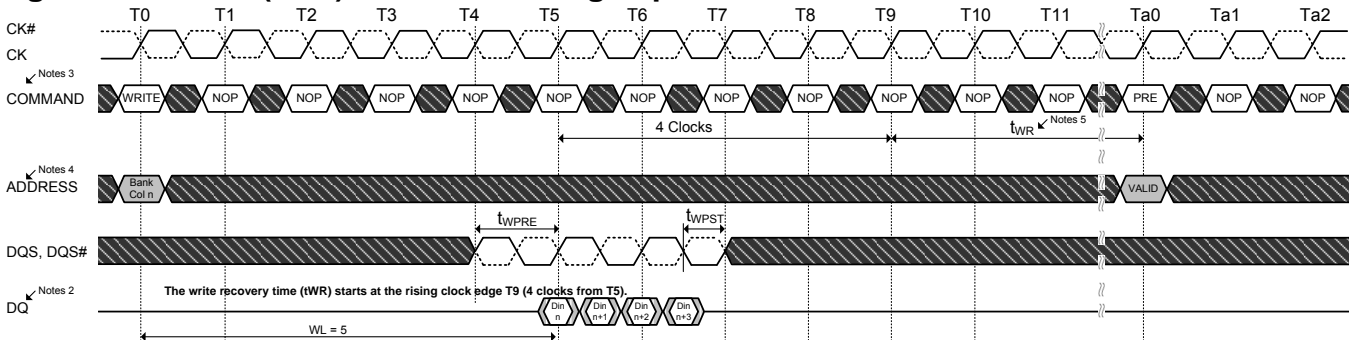 T0 T1 T2 T3 T4 T5 T6 T7 T8 T9 T10 T11 Ta0 Ta1 Ta2
CK#
CK
Notes 3
COMMAND WRITE NOP NOP NOP NOP NOP NOP NOP NOP NOP NOP NOP PRE NOP NOP
4 Clocks tWR Notes 5
Notes 4
ADDRESS Bank Col n VALID
tWPRE tWPST
DQS, DQS#
Notes 2
The write recovery time (tWR) starts at the rising clock edge T9 (4 clocks from T5).
DQ Din n Din n+1 Din n+2 Din n+3
WL = 5